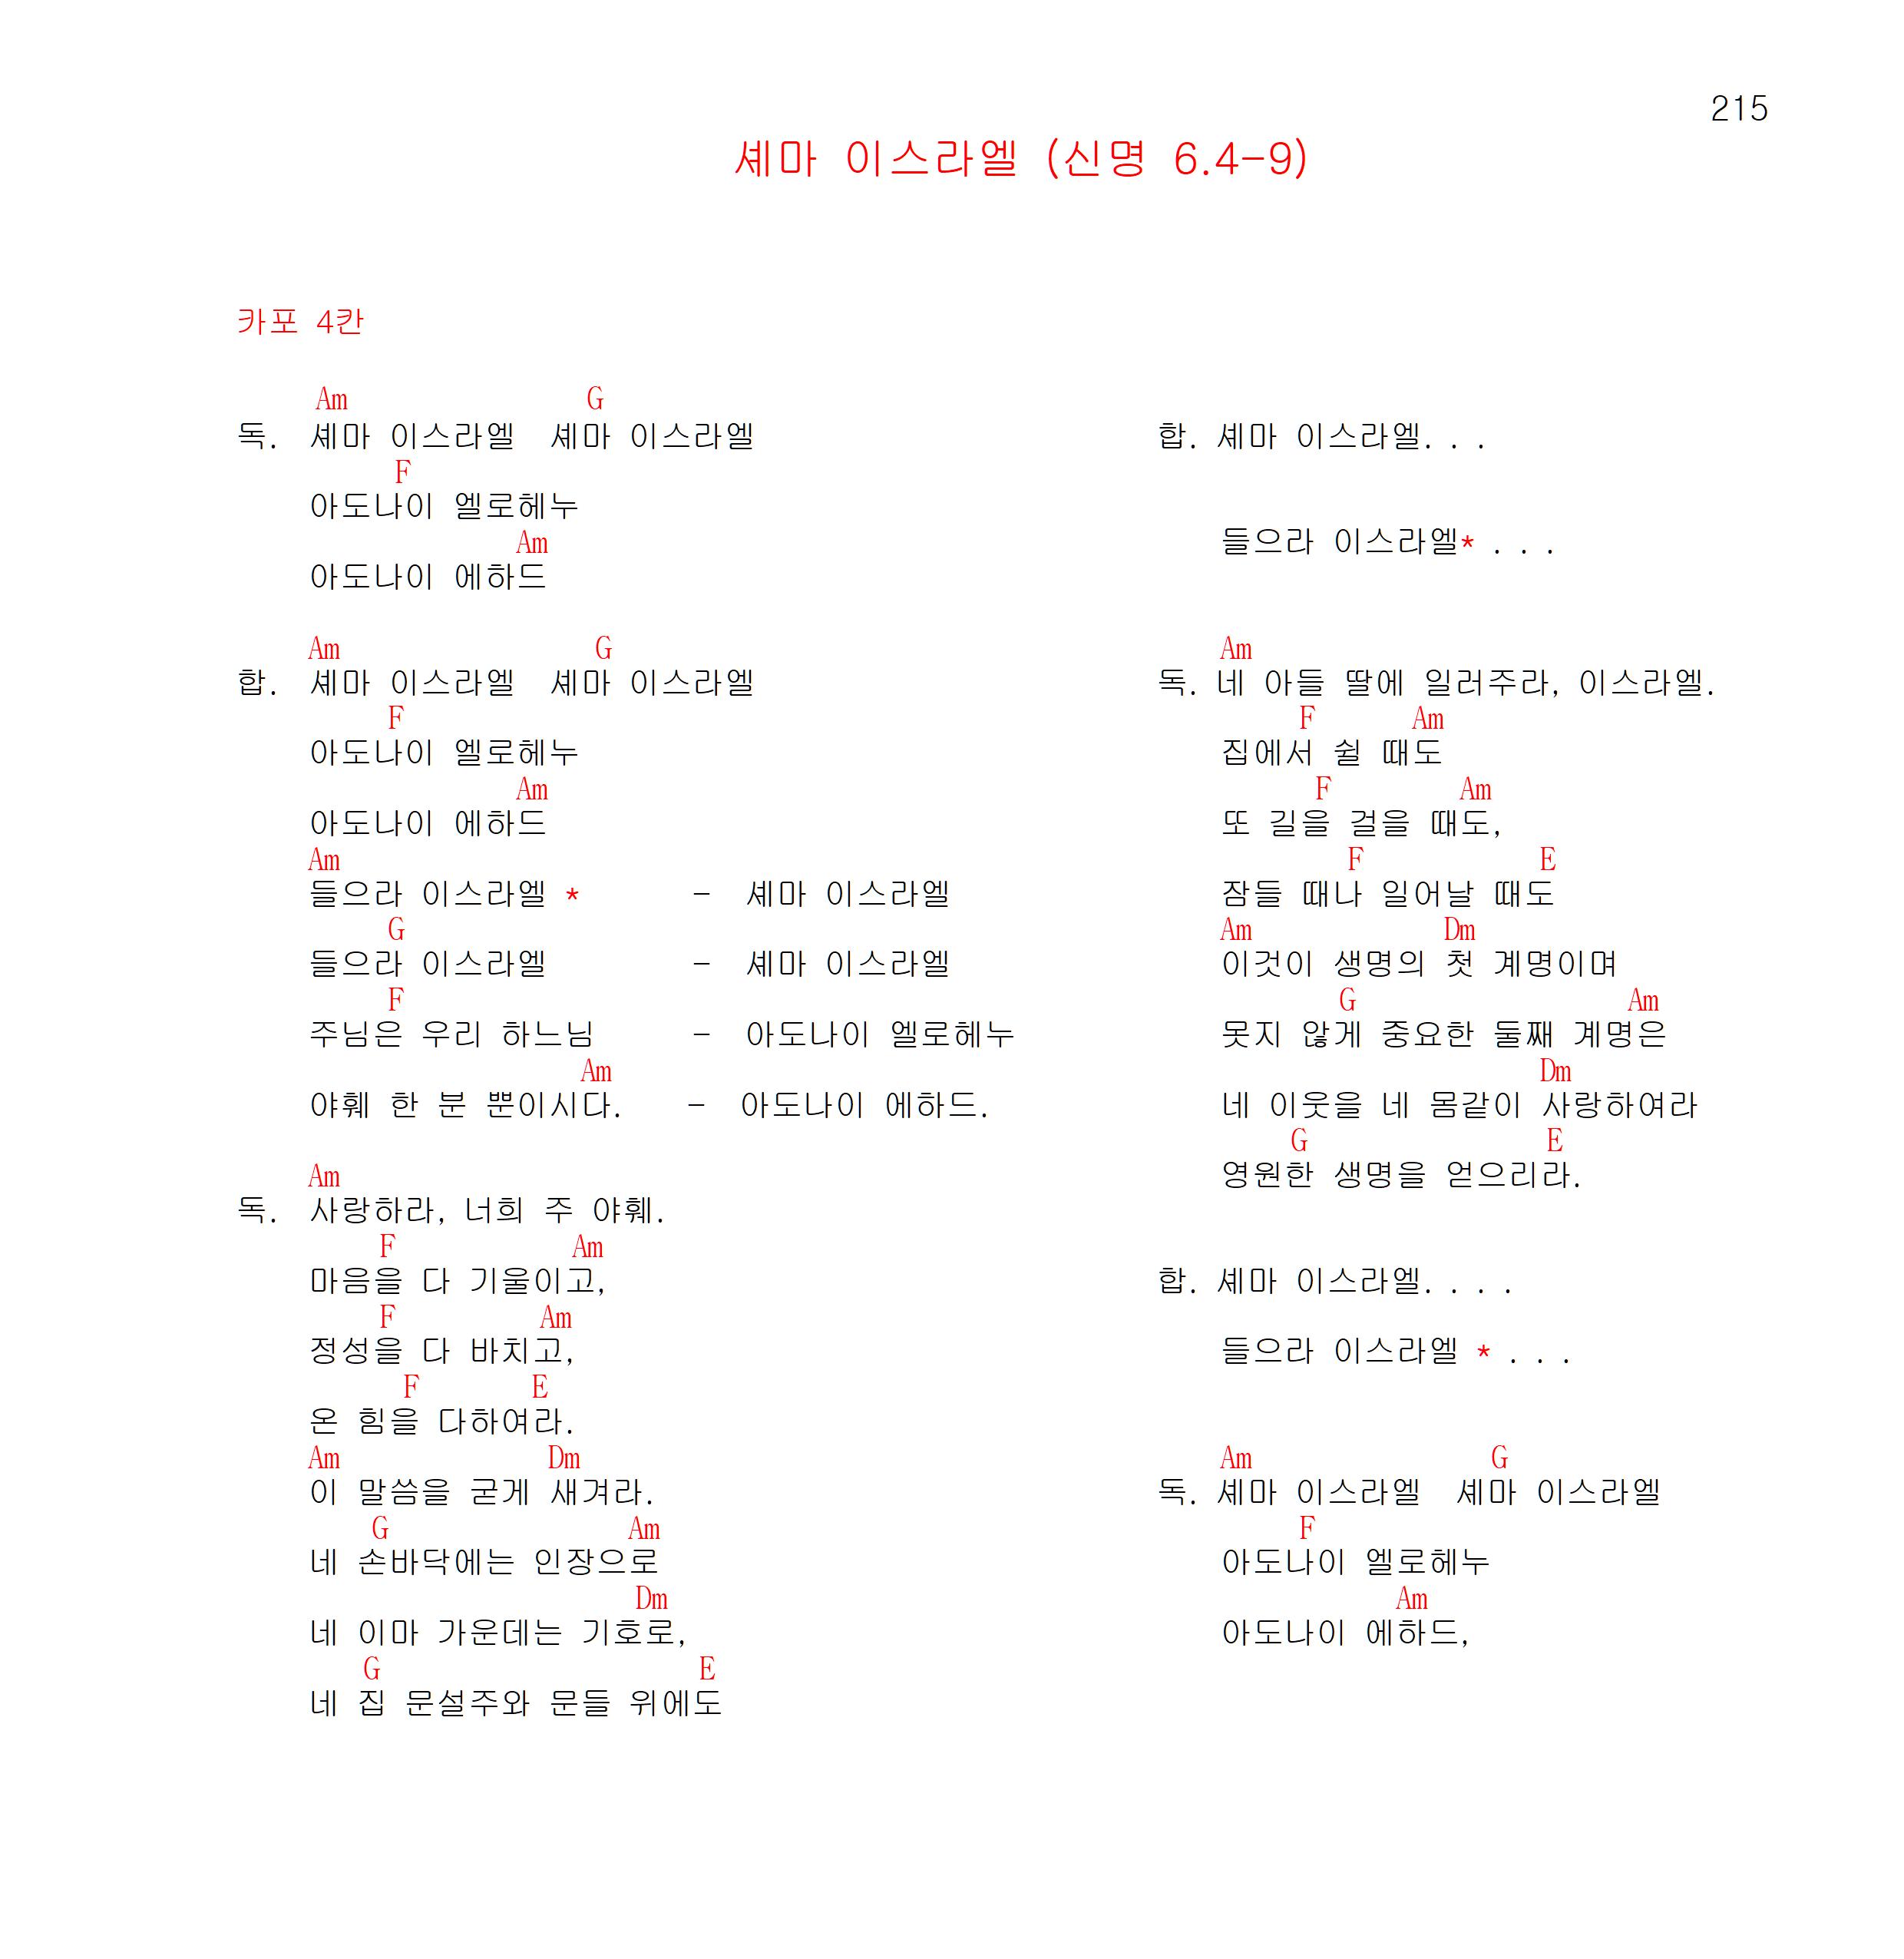 215
셰마 이스라엘 (신명 6.4-9)
카포 4칸
Am G
독. 셰마 이스라엘 셰마 이스라엘
F
아도나이 엘로헤누
Am
아도나이 에하드
Am G
합. 셰마 이스라엘 셰마 이스라엘
F
아도나이 엘로헤누
Am
아도나이 에하드
Am
들으라 이스라엘 * - 셰마 이스라엘
G
들으라 이스라엘 - 셰마 이스라엘
F
주님은 우리 하느님 - 아도나이 엘로헤누
Am
야훼 한 분 뿐이시다. - 아도나이 에하드.
Am
독. 사랑하라, 너희 주 야훼.
F Am
마음을 다 기울이고,
F Am
정성을 다 바치고,
F E
온 힘을 다하여라.
Am Dm
이 말씀을 굳게 새겨라.
G Am
네 손바닥에는 인장으로
Dm
네 이마 가운데는 기호로,
G E
네 집 문설주와 문들 위에도
합. 셰마 이스라엘. . .
들으라 이스라엘* . . .
Am
독. 네 아들 딸에 일러주라, 이스라엘.
F Am
집에서 쉴 때도
F Am
또 길을 걸을 때도,
F E
잠들 때나 일어날 때도
Am Dm
이것이 생명의 첫 계명이며
G Am
못지 않게 중요한 둘째 계명은
Dm
네 이웃을 네 몸같이 사랑하여라
G E
영원한 생명을 얻으리라.
합. 셰마 이스라엘. . . .
들으라 이스라엘 * . . .
Am G
독. 셰마 이스라엘 셰마 이스라엘
F
아도나이 엘로헤누
Am
아도나이 에하드,